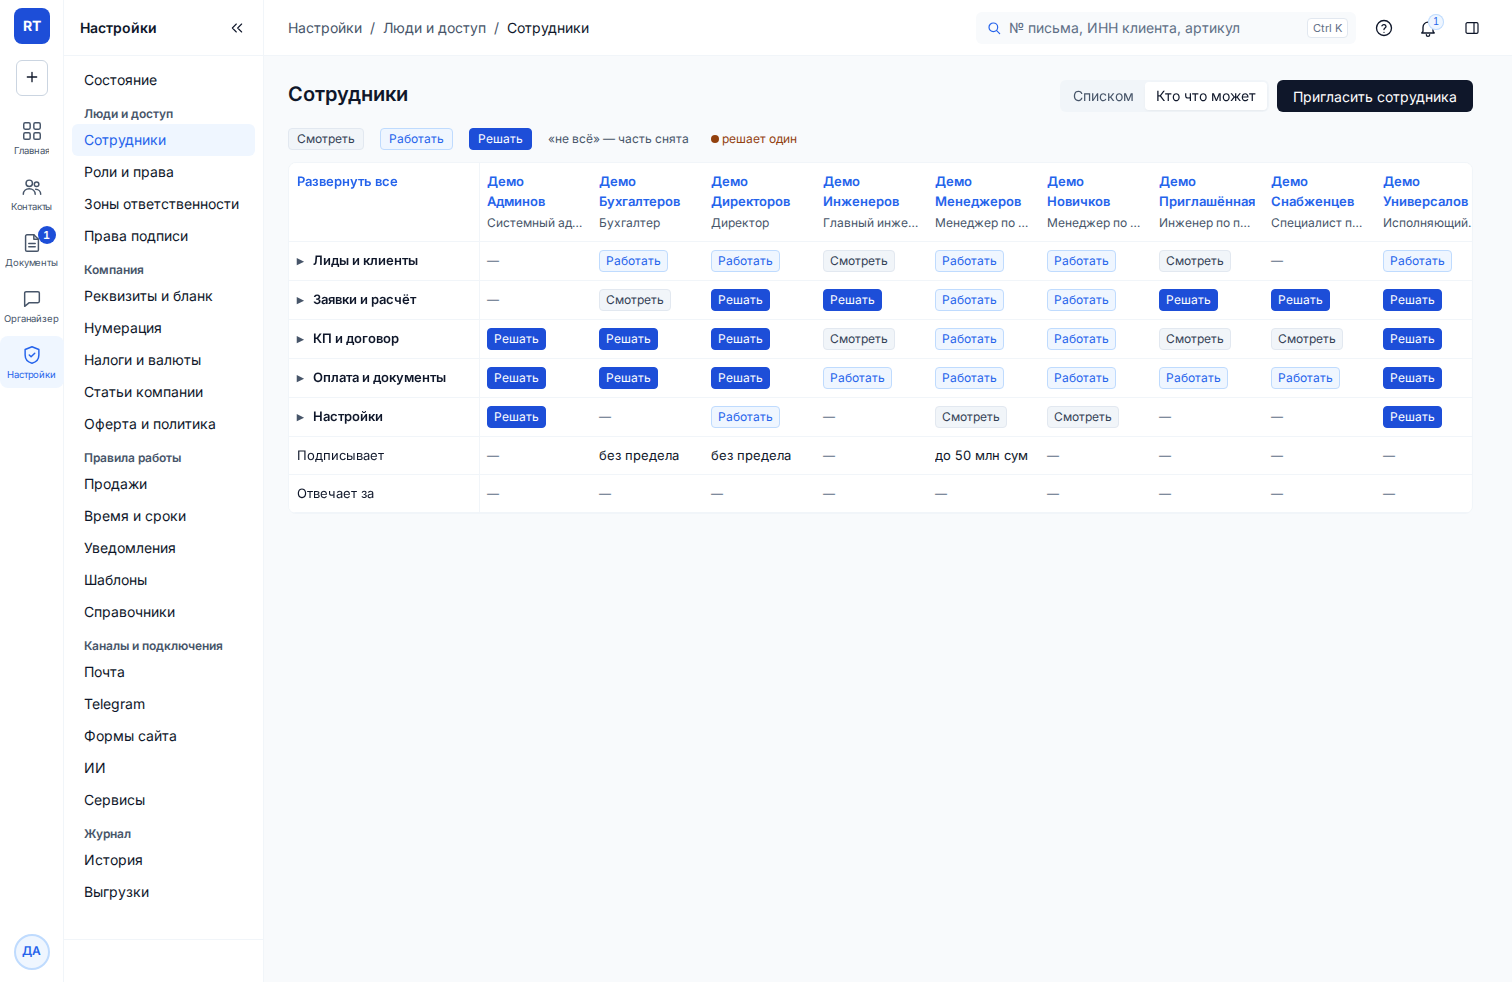 RT
Главная
Контакты
1
Документы
Органайзер
Настройки
ДА
Настройки
Состояние
Люди и доступ
Сотрудники
Роли и права
Зоны ответственности
Права подписи
Компания
Реквизиты и бланк
Нумерация
Налоги и валюты
Статьи компании
Оферта и политика
Правила работы
Продажи
Время и сроки
Уведомления
Шаблоны
Справочники
Каналы и подключения
Почта
Telegram
Формы сайта
ИИ
Сервисы
Журнал
История
Выгрузки
Настройки / Люди и доступ / Сотрудники
№ письма, ИНН клиента, артикул Ctrl K
1
Сотрудники
Списком Кто что может Пригласить сотрудника
Смотреть Работать Решать «не всё» — часть снята решает один
Развернуть все Демо Демо Демо Демо Демо Демо Демо Демо Демо
Админов Бухгалтеров Директоров Инженеров Менеджеров Новичков Приглашённая Снабженцев Универсалов
Системный ад... Бухгалтер Директор Главный инже... Менеджер по ... Менеджер по ... Инженер по п... Специалист п... Исполняющий...
Лиды и клиенты — Работать Работать Смотреть Работать Работать Смотреть — Работать
Заявки и расчёт — Смотреть Решать Решать Работать Работать Решать Решать Решать
КП и договор Решать Решать Решать Смотреть Работать Работать Смотреть Смотреть Решать
Оплата и документы Решать Решать Решать Работать Работать Работать Работать Работать Решать
Настройки Решать — Работать — Смотреть Смотреть — — Решать
Подписывает — без предела без предела — до 50 млн сум — — — —
Отвечает за — — — — — — — — —